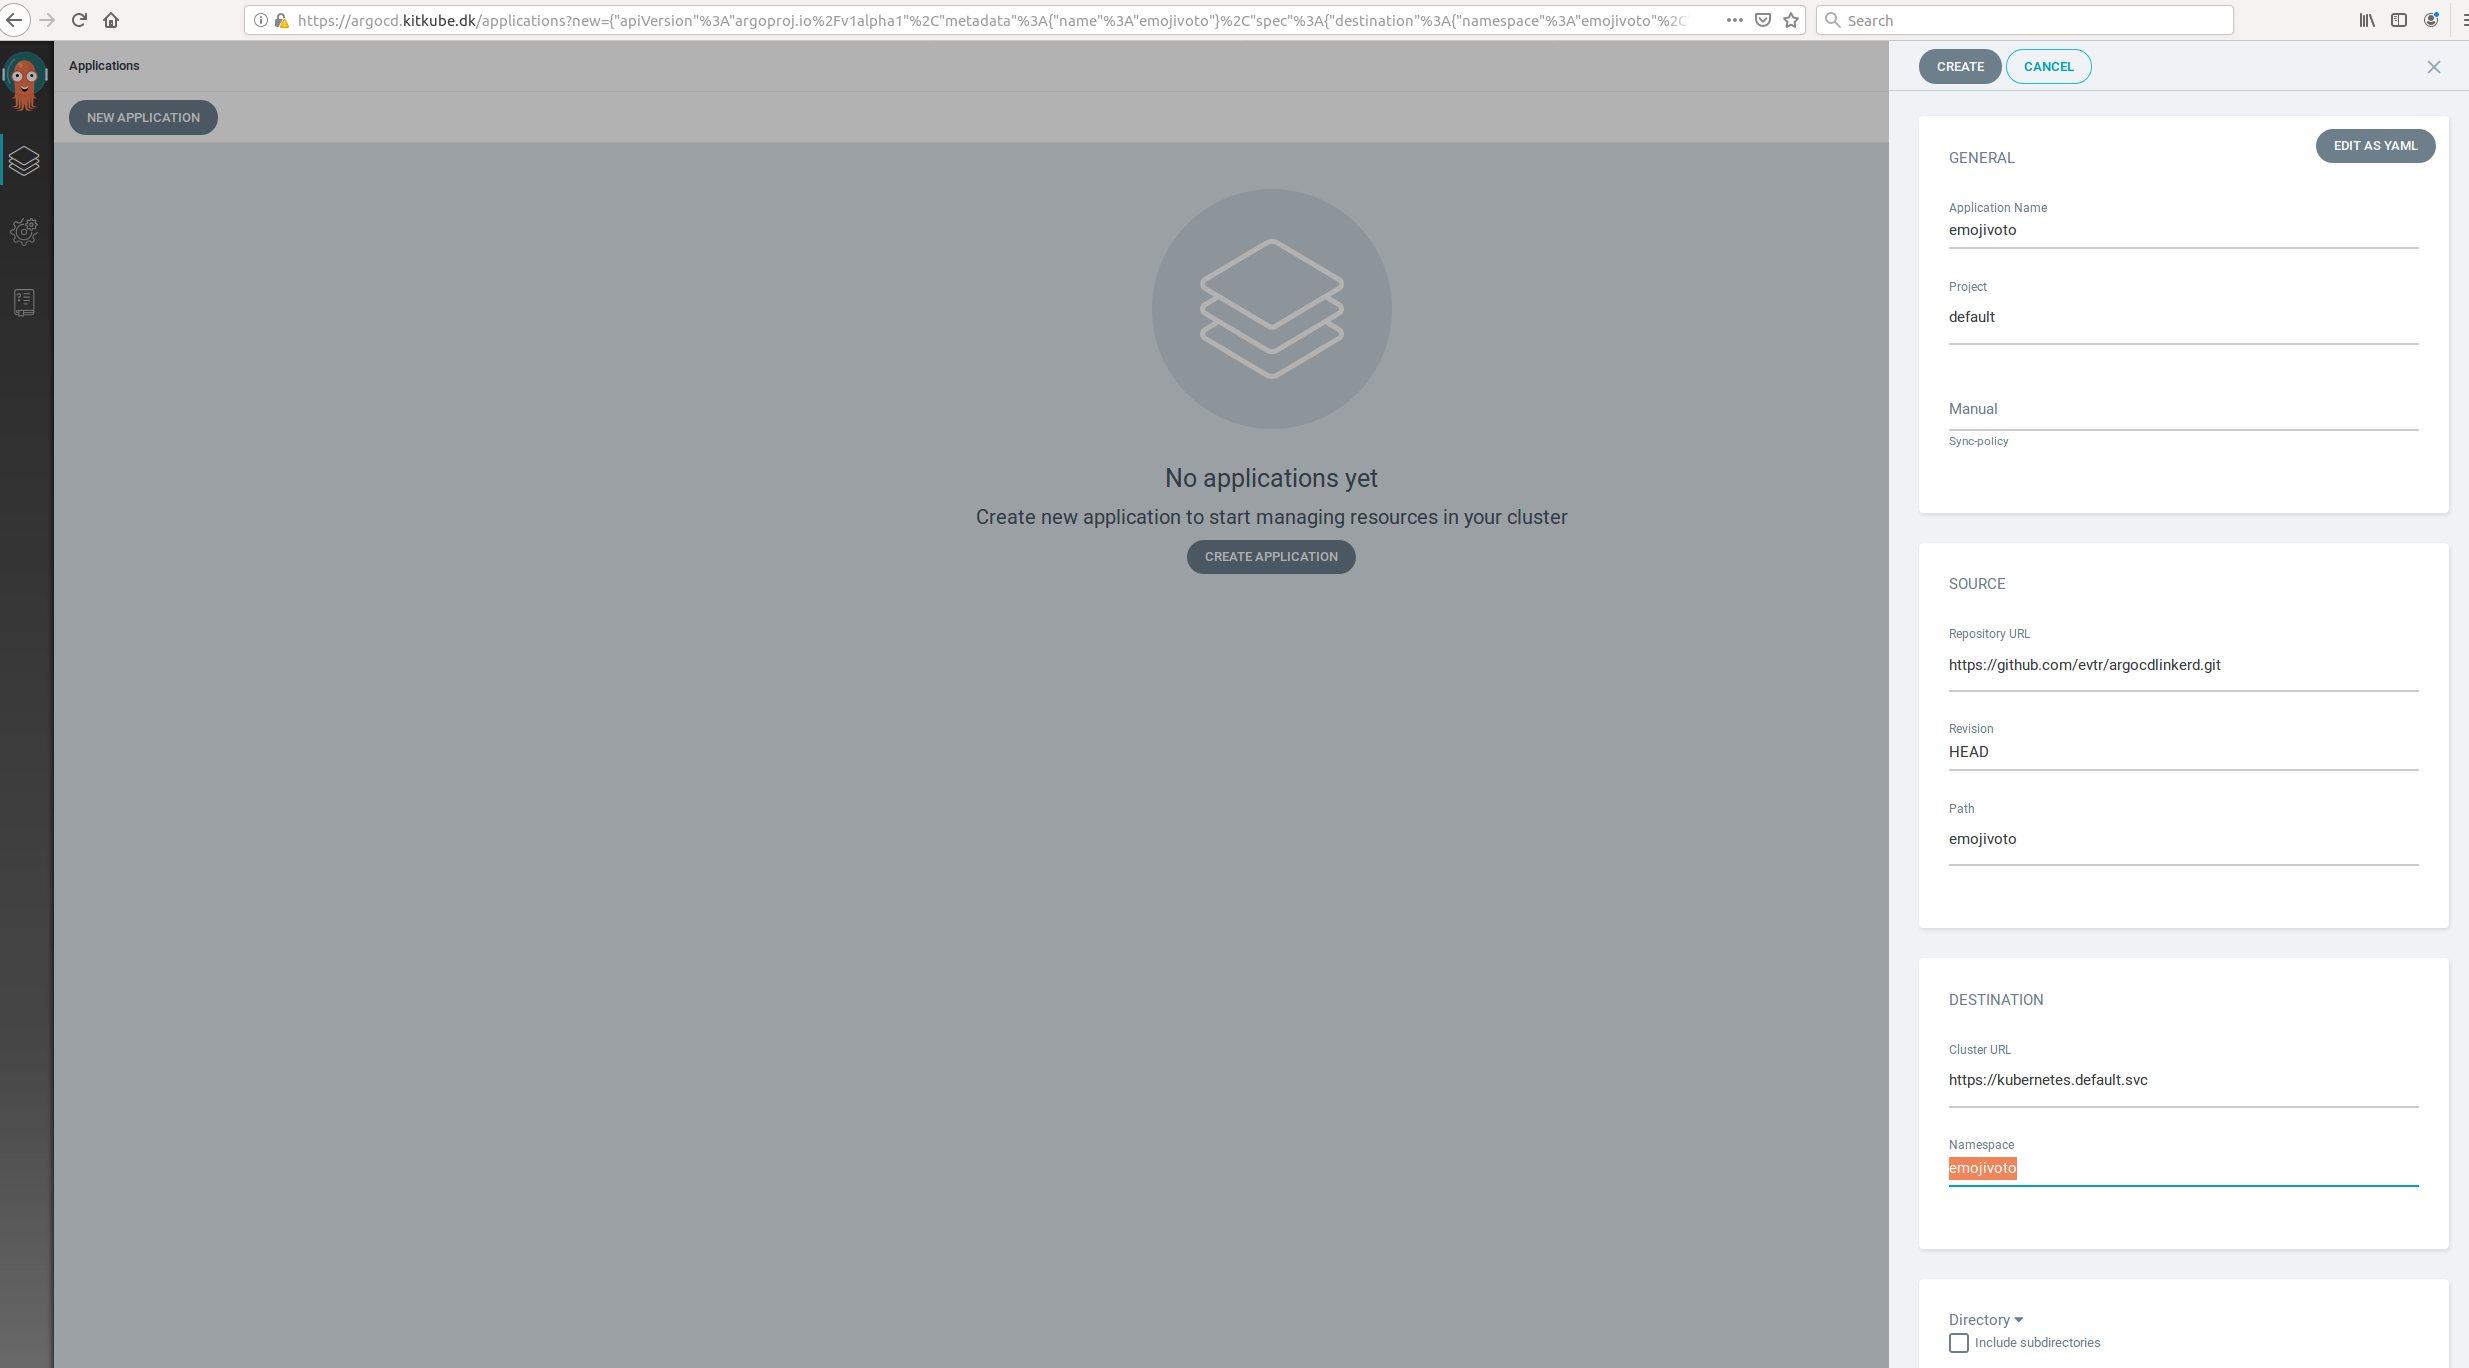 https://argocd.kitkube.dk/applications?new={"apiVersion"%3A"argoproj.io%2Fv1alpha1"%2C"metadata"%3A{"name"%3A"emojivoto"}%2C"spec"%3A{"destination"%3A{"namespace"%3A"emojivoto"%2C
Search
Applications
NEW APPLICATION
No applications yet
Create new application to start managing resources in your cluster
CREATE APPLICATION
CREATE
CANCEL
GENERAL
EDIT AS YAML
Application Name
emojivoto
Project
default
Manual
Sync-policy
SOURCE
Repository URL
https://github.com/evtr/argocdlinkerd.git
Revision
HEAD
Path
emojivoto
DESTINATION
Cluster URL
https://kubernetes.default.svc
Namespace
emojivoto
Directory
Include subdirectories